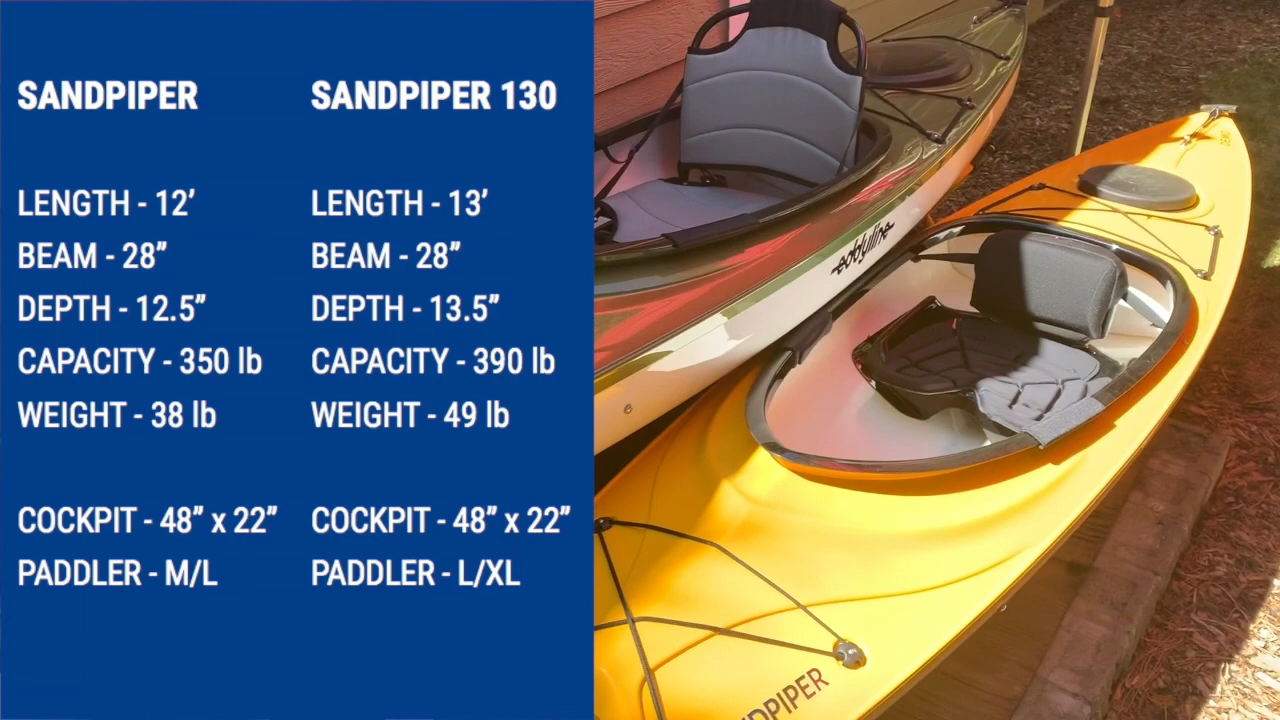 SANDPIPER
LENGTH - 12’
BEAM - 28”
DEPTH - 12.5”
CAPACITY - 350 lb
WEIGHT - 38 lb
COCKPIT - 48” x 22”
PADDLER - M/L
SANDPIPER 130
LENGTH - 13’
BEAM - 28”
DEPTH - 13.5”
CAPACITY - 390 lb
WEIGHT - 49 lb
COCKPIT - 48” x 22”
PADDLER - L/XL
eddyline
NDPIPER